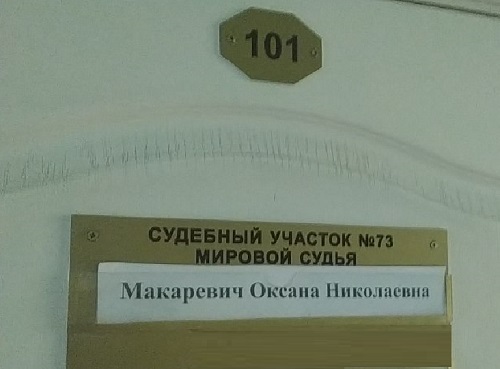 101
СУДЕБНЫЙ УЧАСТОК №73
МИРОВОЙ СУДЬЯ
Макаревич Оксана Николаевна